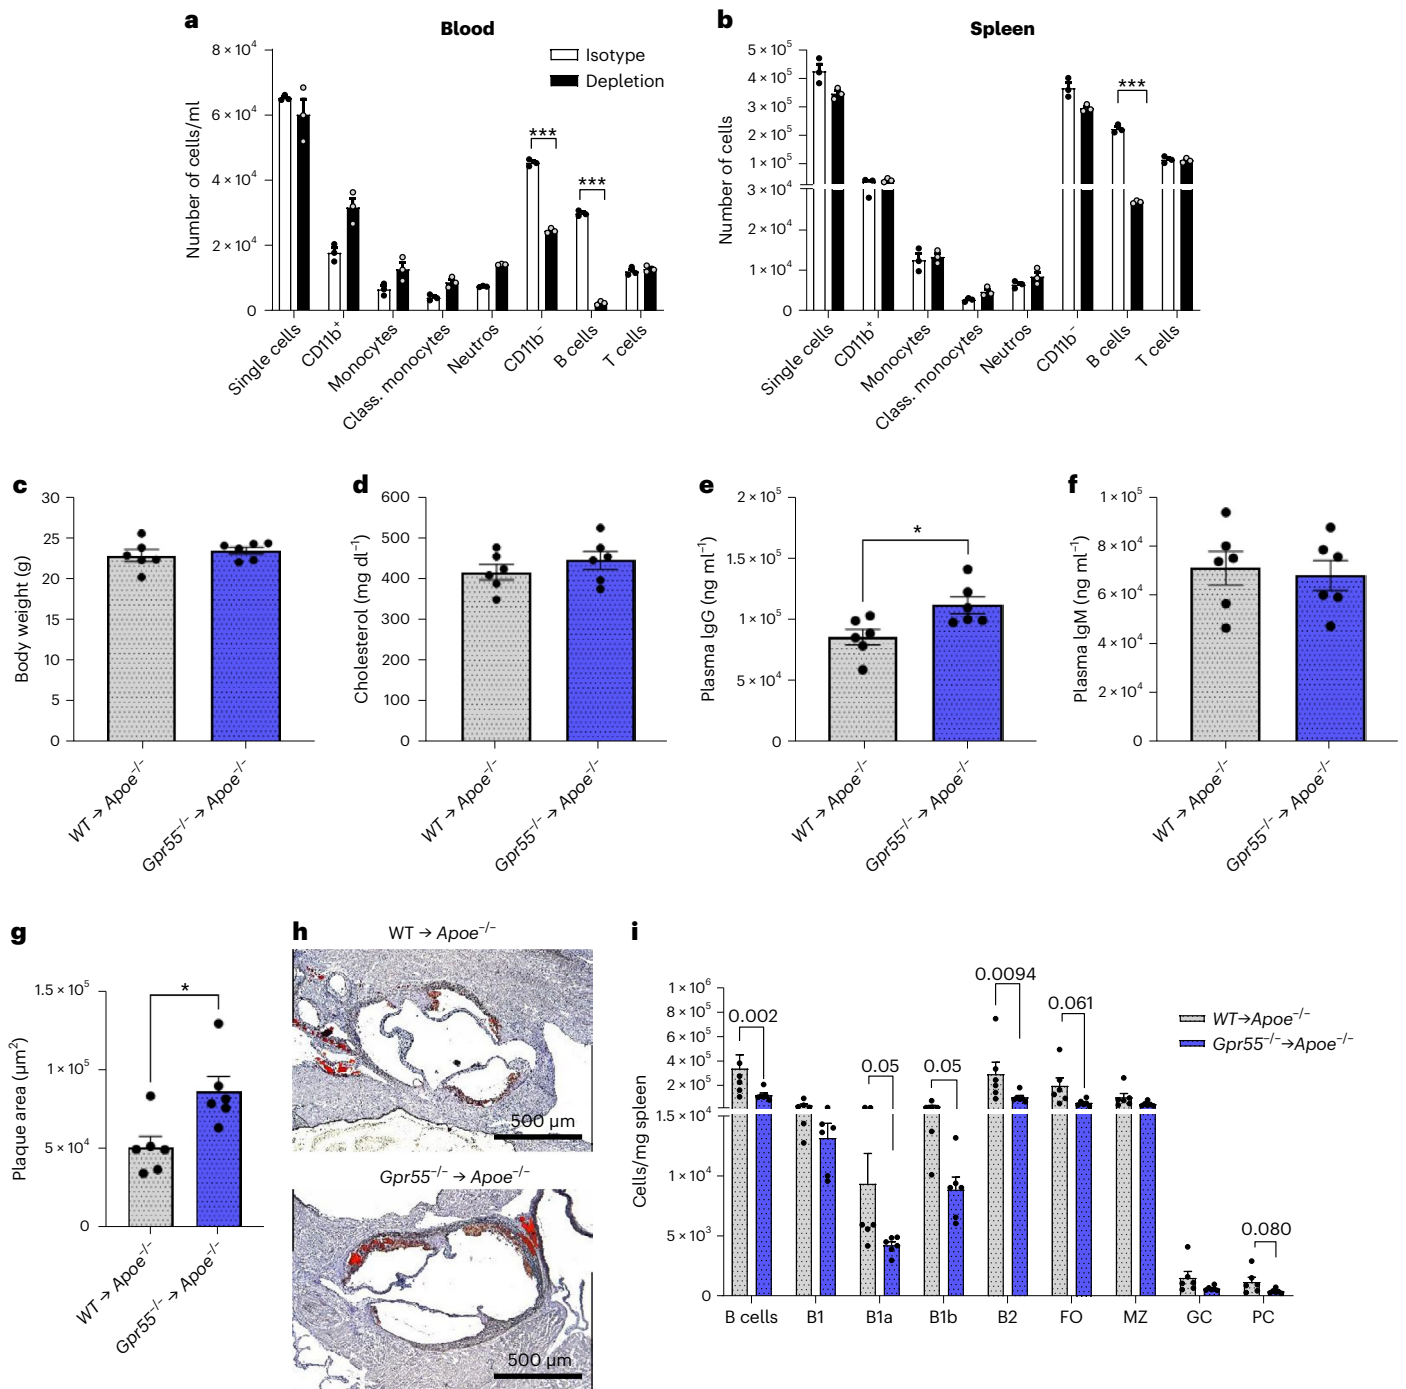 a
Blood
8 × 10⁴
6 × 10⁴
4 × 10⁴
2 × 10⁴
0
Number of cells/ml
Isotype
Depletion
***
***
Single cells
CD11b⁺
Monocytes
Class. monocytes
Neutros
CD11b⁻
B cells
T cells
b
Spleen
5 × 10⁵
4 × 10⁵
3 × 10⁵
2 × 10⁵
1 × 10⁵
3 × 10⁴
2 × 10⁴
1 × 10⁴
0
Number of cells
***
Single cells
CD11b⁺
Monocytes
Class. monocytes
Neutros
CD11b⁻
B cells
T cells
c
30
25
20
15
10
5
0
Body weight (g)
WT → Apoe⁻/⁻
Gpr55⁻/⁻ → Apoe⁻/⁻
d
600
500
400
300
200
100
0
Cholesterol (mg dl⁻¹)
WT → Apoe⁻/⁻
Gpr55⁻/⁻ → Apoe⁻/⁻
e
2 × 10⁵
1.5 × 10⁵
1 × 10⁵
5 × 10⁴
0
Plasma IgG (ng ml⁻¹)
*
WT → Apoe⁻/⁻
Gpr55⁻/⁻ → Apoe⁻/⁻
f
1 × 10⁵
8 × 10⁴
6 × 10⁴
4 × 10⁴
2 × 10⁴
0
Plasma IgM (ng ml⁻¹)
WT → Apoe⁻/⁻
Gpr55⁻/⁻ → Apoe⁻/⁻
g
1.5 × 10⁵
1 × 10⁵
5 × 10⁴
0
Plaque area (µm²)
*
WT → Apoe⁻/⁻
Gpr55⁻/⁻ → Apoe⁻/⁻
h
WT → Apoe⁻/⁻
500 µm
Gpr55⁻/⁻ → Apoe⁻/⁻
500 µm
i
1 × 10⁶
8 × 10⁵
6 × 10⁵
4 × 10⁵
2 × 10⁵
1.5 × 10⁴
1 × 10⁴
5 × 10³
0
Cells/mg spleen
0.002
0.05
0.05
0.0094
0.061
0.080
WT→Apoe⁻/⁻
Gpr55⁻/⁻→Apoe⁻/⁻
B cells
B1
B1a
B1b
B2
FO
MZ
GC
PC